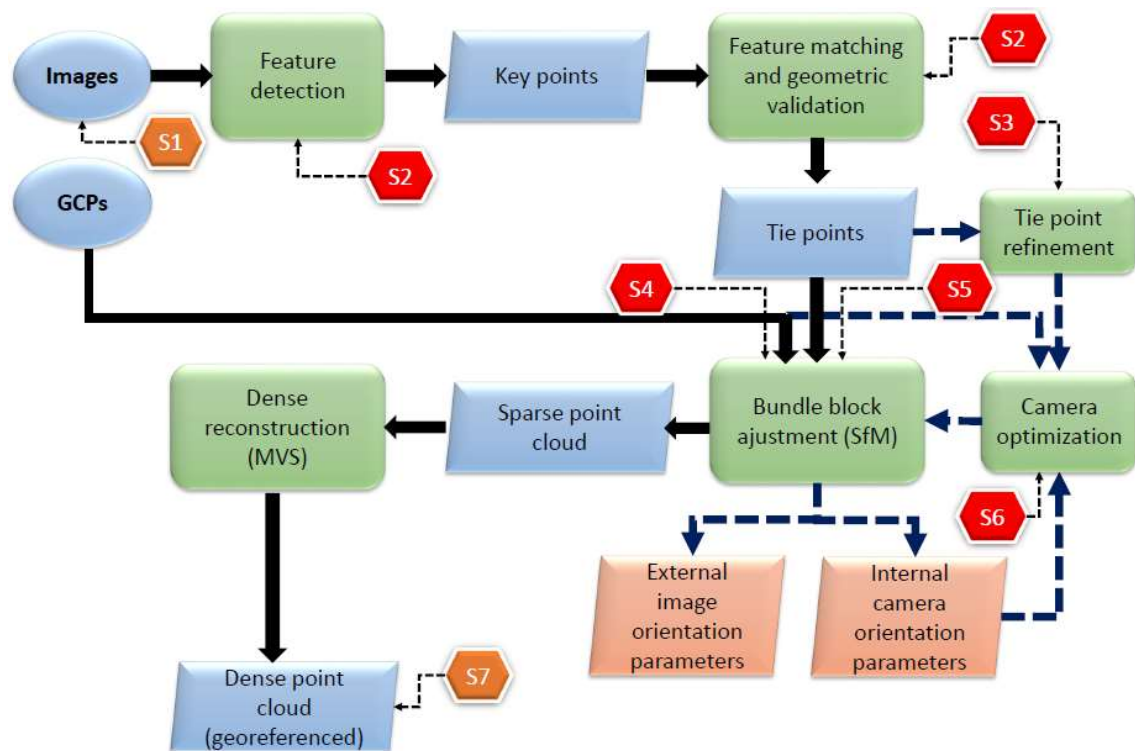 Images
Feature
detection
Key points
Feature matching
and geometric
validation
S2
S1
S2
S3
GCPs
Tie points
Tie point
refinement
S4
S5
Dense
reconstruction
(MVS)
Sparse point
cloud
Bundle block
ajustment (SfM)
Camera
optimization
S6
External
image
orientation
parameters
Internal
camera
orientation
parameters
Dense point
cloud
(georeferenced)
S7